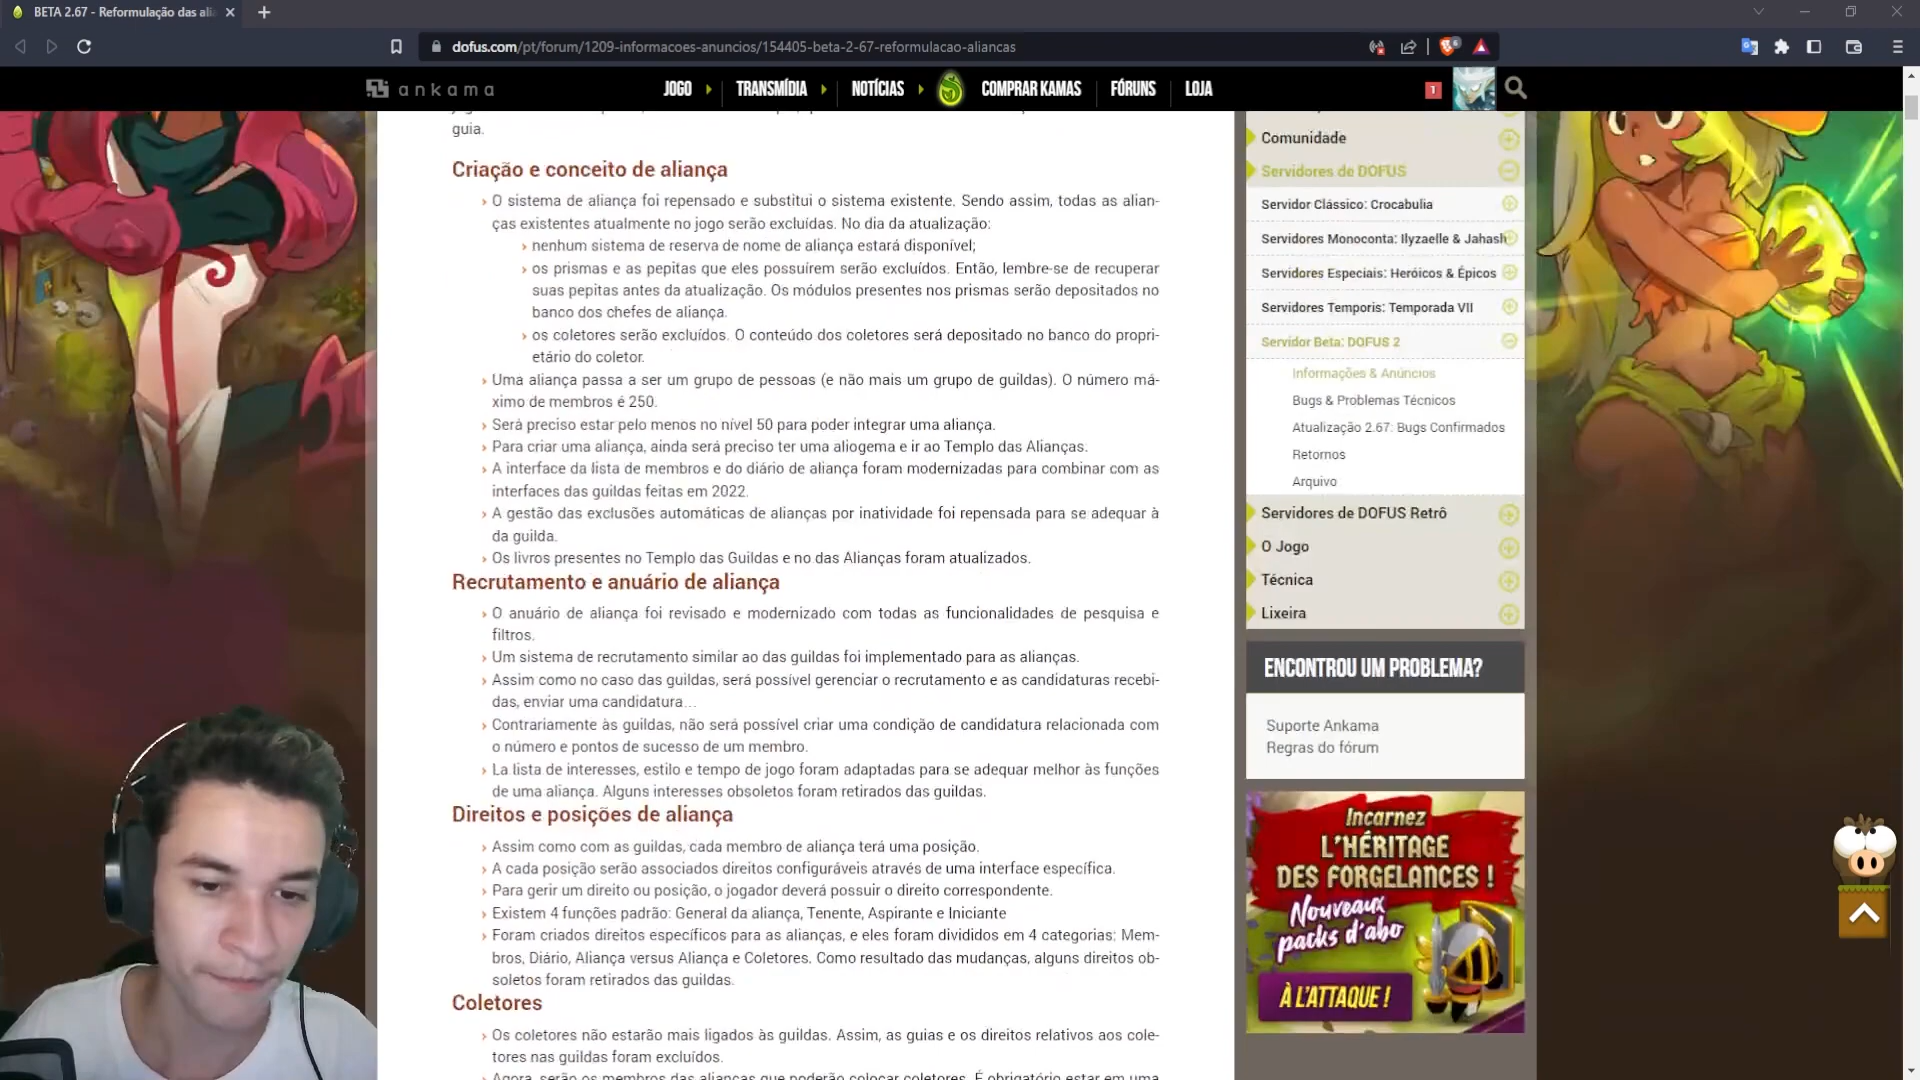 BETA 2.67 - Reformulação das ali
dofus.com/pt/forum/1209-informacoes-anuncios/154405-beta-2-67-reformulacao-aliancas
ankama
JOGO
TRANSMÍDIA
NOTÍCIAS
COMPRAR KAMAS
FÓRUNS
LOJA
1
guia.
Criação e conceito de aliança
O sistema de aliança foi repensado e substitui o sistema existente. Sendo assim, todas as alian-
ças existentes atualmente no jogo serão excluídas. No dia da atualização:
nenhum sistema de reserva de nome de aliança estará disponível;
os prismas e as pepitas que eles possuírem serão excluídos. Então, lembre-se de recuperar
suas pepitas antes da atualização. Os módulos presentes nos prismas serão depositados no
banco dos chefes de aliança.
os coletores serão excluídos. O conteúdo dos coletores será depositado no banco do propri-
etário do coletor.
Uma aliança passa a ser um grupo de pessoas (e não mais um grupo de guildas). O número má-
ximo de membros é 250.
Será preciso estar pelo menos no nível 50 para poder integrar uma aliança.
Para criar uma aliança, ainda será preciso ter uma aliogema e ir ao Templo das Alianças.
A interface da lista de membros e do diário de aliança foram modernizadas para combinar com as
interfaces das guildas feitas em 2022.
A gestão das exclusões automáticas de alianças por inatividade foi repensada para se adequar à
da guilda.
Os livros presentes no Templo das Guildas e no das Alianças foram atualizados.
Recrutamento e anuário de aliança
O anuário de aliança foi revisado e modernizado com todas as funcionalidades de pesquisa e
filtros.
Um sistema de recrutamento similar ao das guildas foi implementado para as alianças.
Assim como no caso das guildas, será possível gerenciar o recrutamento e as candidaturas recebi-
das, enviar uma candidatura…
Contrariamente às guildas, não será possível criar uma condição de candidatura relacionada com
o número e pontos de sucesso de um membro.
La lista de interesses, estilo e tempo de jogo foram adaptadas para se adequar melhor às funções
de uma aliança. Alguns interesses obsoletos foram retirados das guildas.
Direitos e posições de aliança
Assim como com as guildas, cada membro de aliança terá uma posição.
A cada posição serão associados direitos configuráveis através de uma interface específica.
Para gerir um direito ou posição, o jogador deverá possuir o direito correspondente.
Existem 4 funções padrão: General da aliança, Tenente, Aspirante e Iniciante
Foram criados direitos específicos para as alianças, e eles foram divididos em 4 categorias: Mem-
bros, Diário, Aliança versus Aliança e Coletores. Como resultado das mudanças, alguns direitos ob-
soletos foram retirados das guildas.
Coletores
Os coletores não estarão mais ligados às guildas. Assim, as guias e os direitos relativos aos cole-
tores nas guildas foram excluídos.
Agora, serão os membros das alianças que poderão colocar coletores. É obrigatório estar em uma
Comunidade
Servidores de DOFUS
Servidor Clássico: Crocabulia
Servidores Monoconta: Ilyzaelle & Jahash
Servidores Especiais: Heróicos & Épicos
Servidores Temporis: Temporada VII
Servidor Beta: DOFUS 2
Informações & Anúncios
Bugs & Problemas Técnicos
Atualização 2.67: Bugs Confirmados
Retornos
Arquivo
Servidores de DOFUS Retrô
O Jogo
Técnica
Lixeira
ENCONTROU UM PROBLEMA?
Suporte Ankama
Regras do fórum
Incarnez
L'HÉRITAGE
DES FORGELANCES !
Nouveaux
packs d'abo
À L'ATTAQUE !